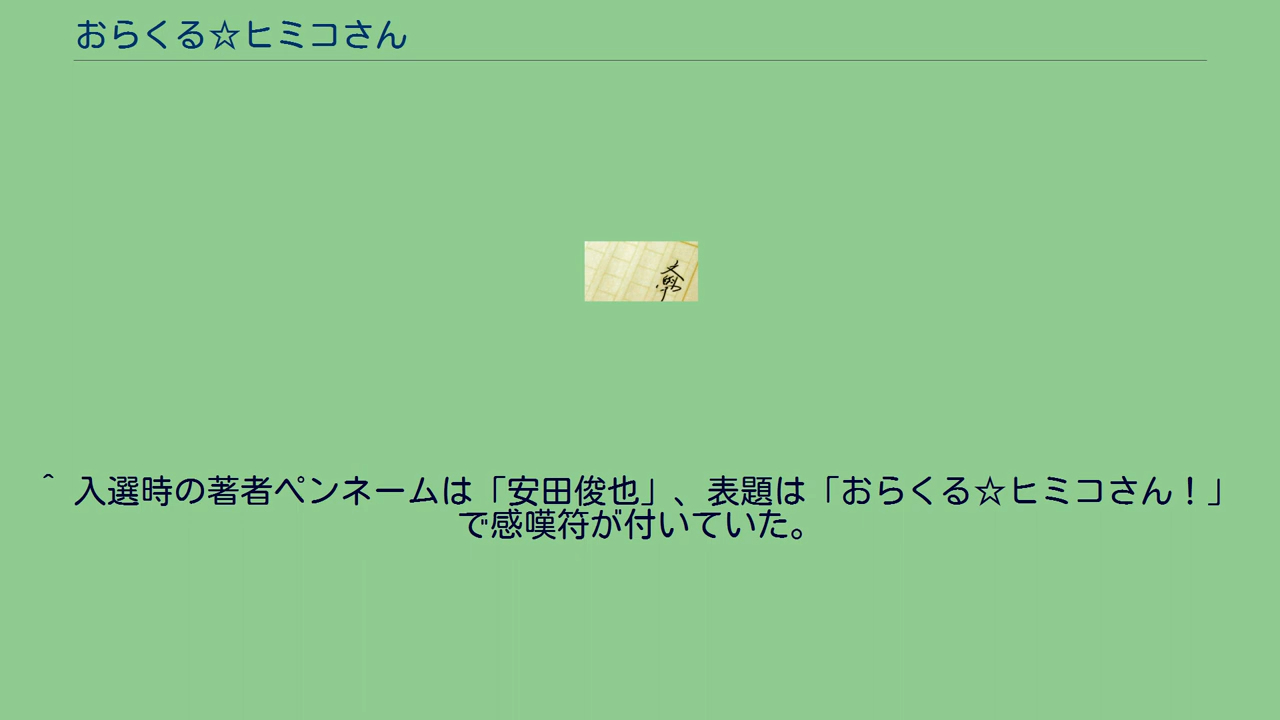 おらくる☆ヒミコさん
^ 入選時の著者ペンネームは「安田俊也」、表題は「おらくる☆ヒミコさん！」
で感嘆符が付いていた。